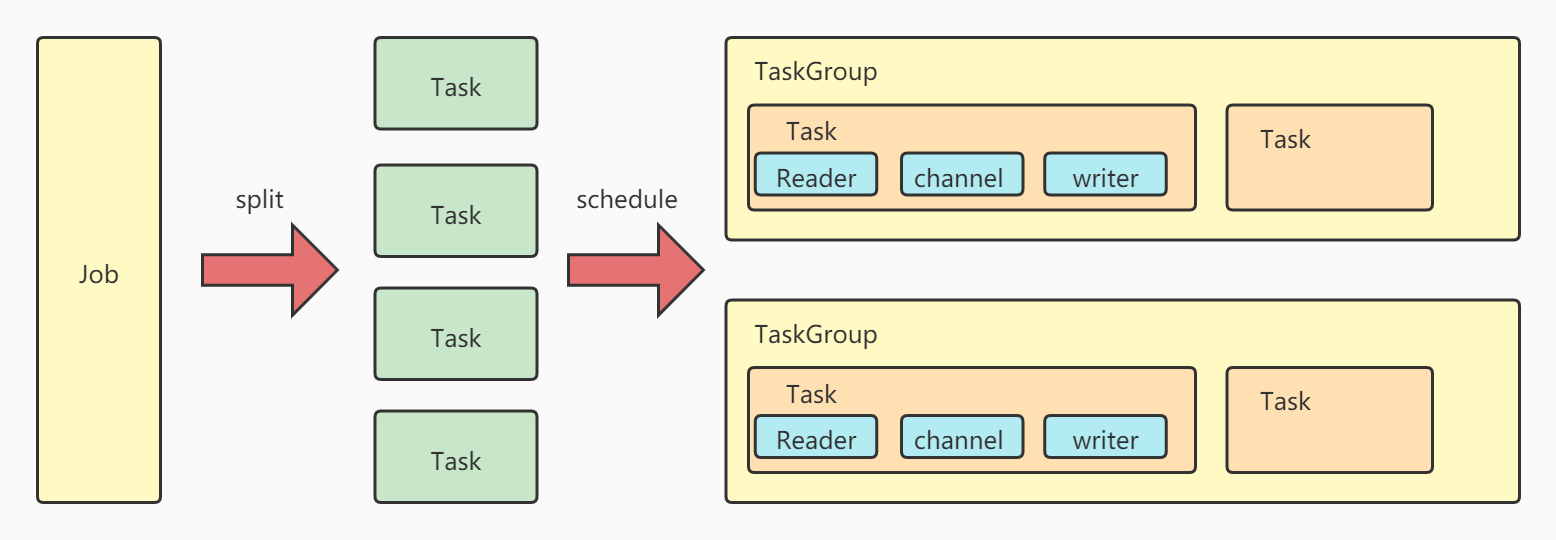 Job
split
Task
Task
Task
Task
schedule
TaskGroup
Task
Reader
channel
writer
Task
TaskGroup
Task
Reader
channel
writer
Task